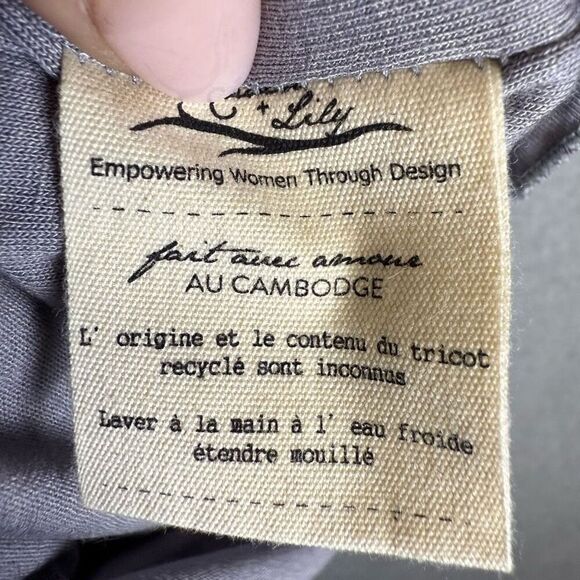 + Lily
Empowering Women Through Design
fait avec amour
AU CAMBODGE
L' origine et le contenu du tricot
recyclé sont inconnus
Laver à la main à l' eau froide
étendre mouillé